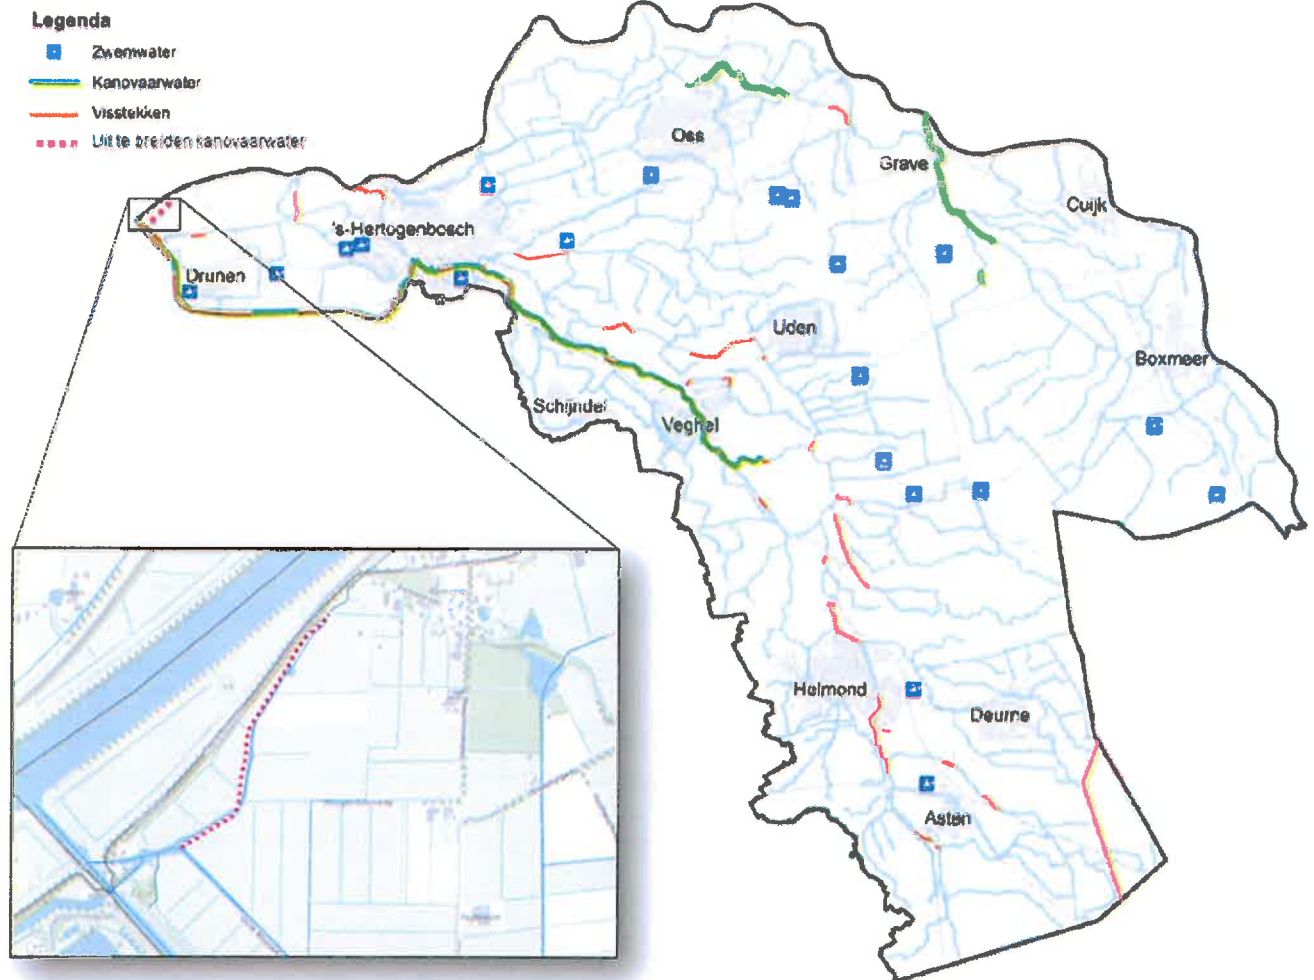 Legenda
Zwemwater
Kanovaarwater
Visstekken
Uit te breiden kanovaarwater
Oss
Grave
Cuijk
's-Hertogenbosch
Drunen
Uden
Boxmeer
Schijndel
Veghel
Helmond
Deurne
Asten